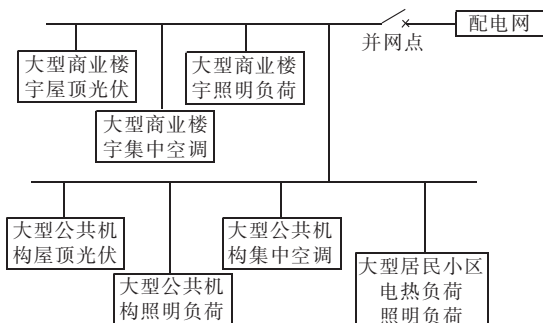 配电网
并网点
大型商业楼
宇屋顶光伏
大型商业楼
宇照明负荷
大型商业楼
宇集中空调
大型公共机
构屋顶光伏
大型公共机
构集中空调
大型公共机
构照明负荷
大型居民小区
电热负荷
照明负荷